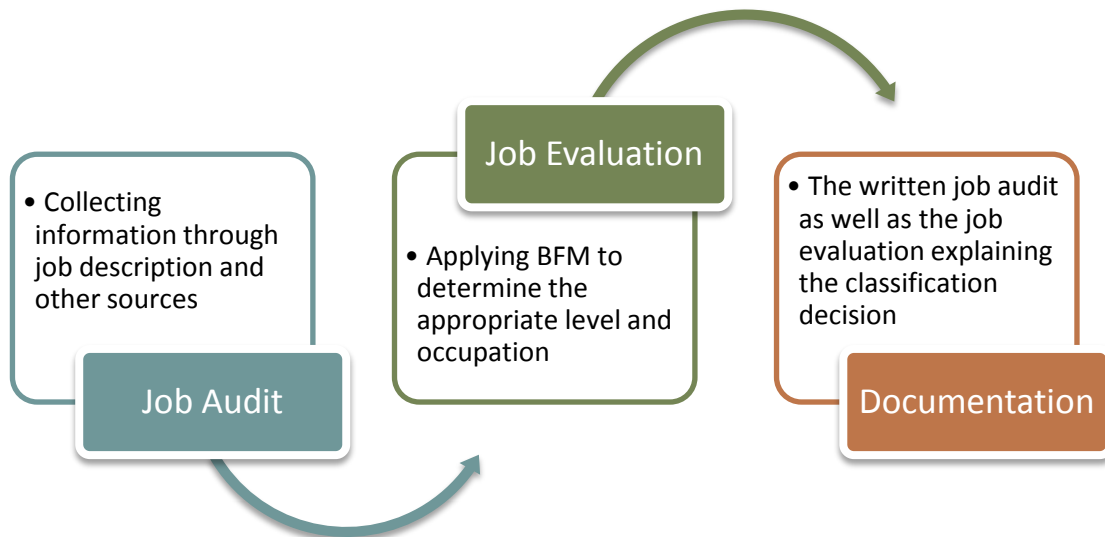 • Collecting
information through
job description and
other sources
Job Audit
Job Evaluation
• Applying BFM to
determine the
appropriate level and
occupation
• The written job audit
as well as the job
evaluation explaining
the classification
decision
Documentation